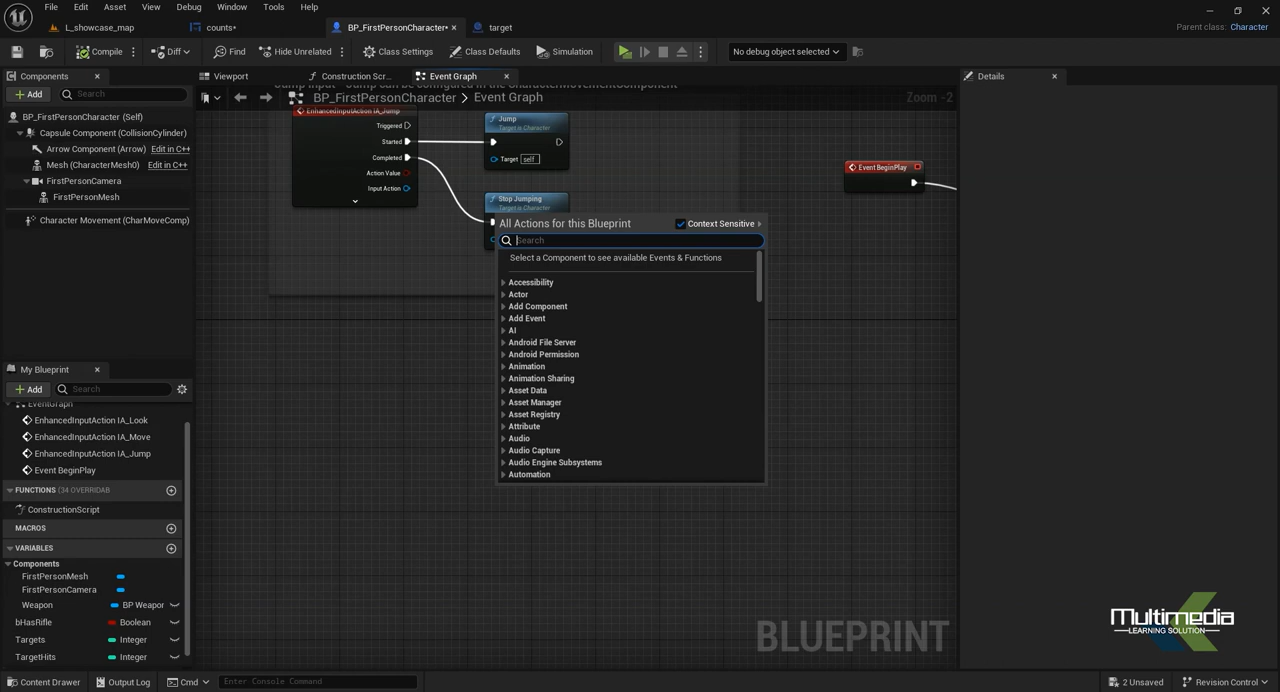 File Edit Asset View Debug Window Tools Help
L_showcase_map counts* BP_FirstPersonCharacter* target
Parent class: Character
Compile Diff Find Hide Unrelated Class Settings Class Defaults Simulation No debug object selected
Components Viewport Construction Scr... Event Graph Details
Add Search
BP_FirstPersonCharacter > Event Graph Zoom -2
BP_FirstPersonCharacter (Self)
Capsule Component (CollisionCylinder)
Arrow Component (Arrow) Edit in C++
Mesh (CharacterMesh0) Edit in C++
FirstPersonCamera
FirstPersonMesh
Character Movement (CharMoveComp)
EnhancedInputAction IA_Jump
Triggered
Started
Completed
Action Value
Input Action
Jump
Target is Character
Target self
Stop Jumping
Target is Character
Event BeginPlay
All Actions for this Blueprint Context Sensitive
Search
Select a Component to see available Events & Functions
Accessibility
Actor
Add Component
Add Event
AI
Android File Server
Android Permission
Animation
Animation Sharing
Asset Data
Asset Manager
Asset Registry
Attribute
Audio
Audio Capture
Audio Engine Subsystems
Automation
My Blueprint
Add Search
EventGraph
EnhancedInputAction IA_Look
EnhancedInputAction IA_Move
EnhancedInputAction IA_Jump
Event BeginPlay
FUNCTIONS (34 OVERRIDAB
ConstructionScript
MACROS
VARIABLES
Components
FirstPersonMesh
FirstPersonCamera
Weapon BP Weapor
bHasRifle Boolean
Targets Integer
TargetHits Integer
BLUEPRINT
Multimedia
LEARNING SOLUTION
Content Drawer Output Log Cmd Enter Console Command 2 Unsaved Revision Control